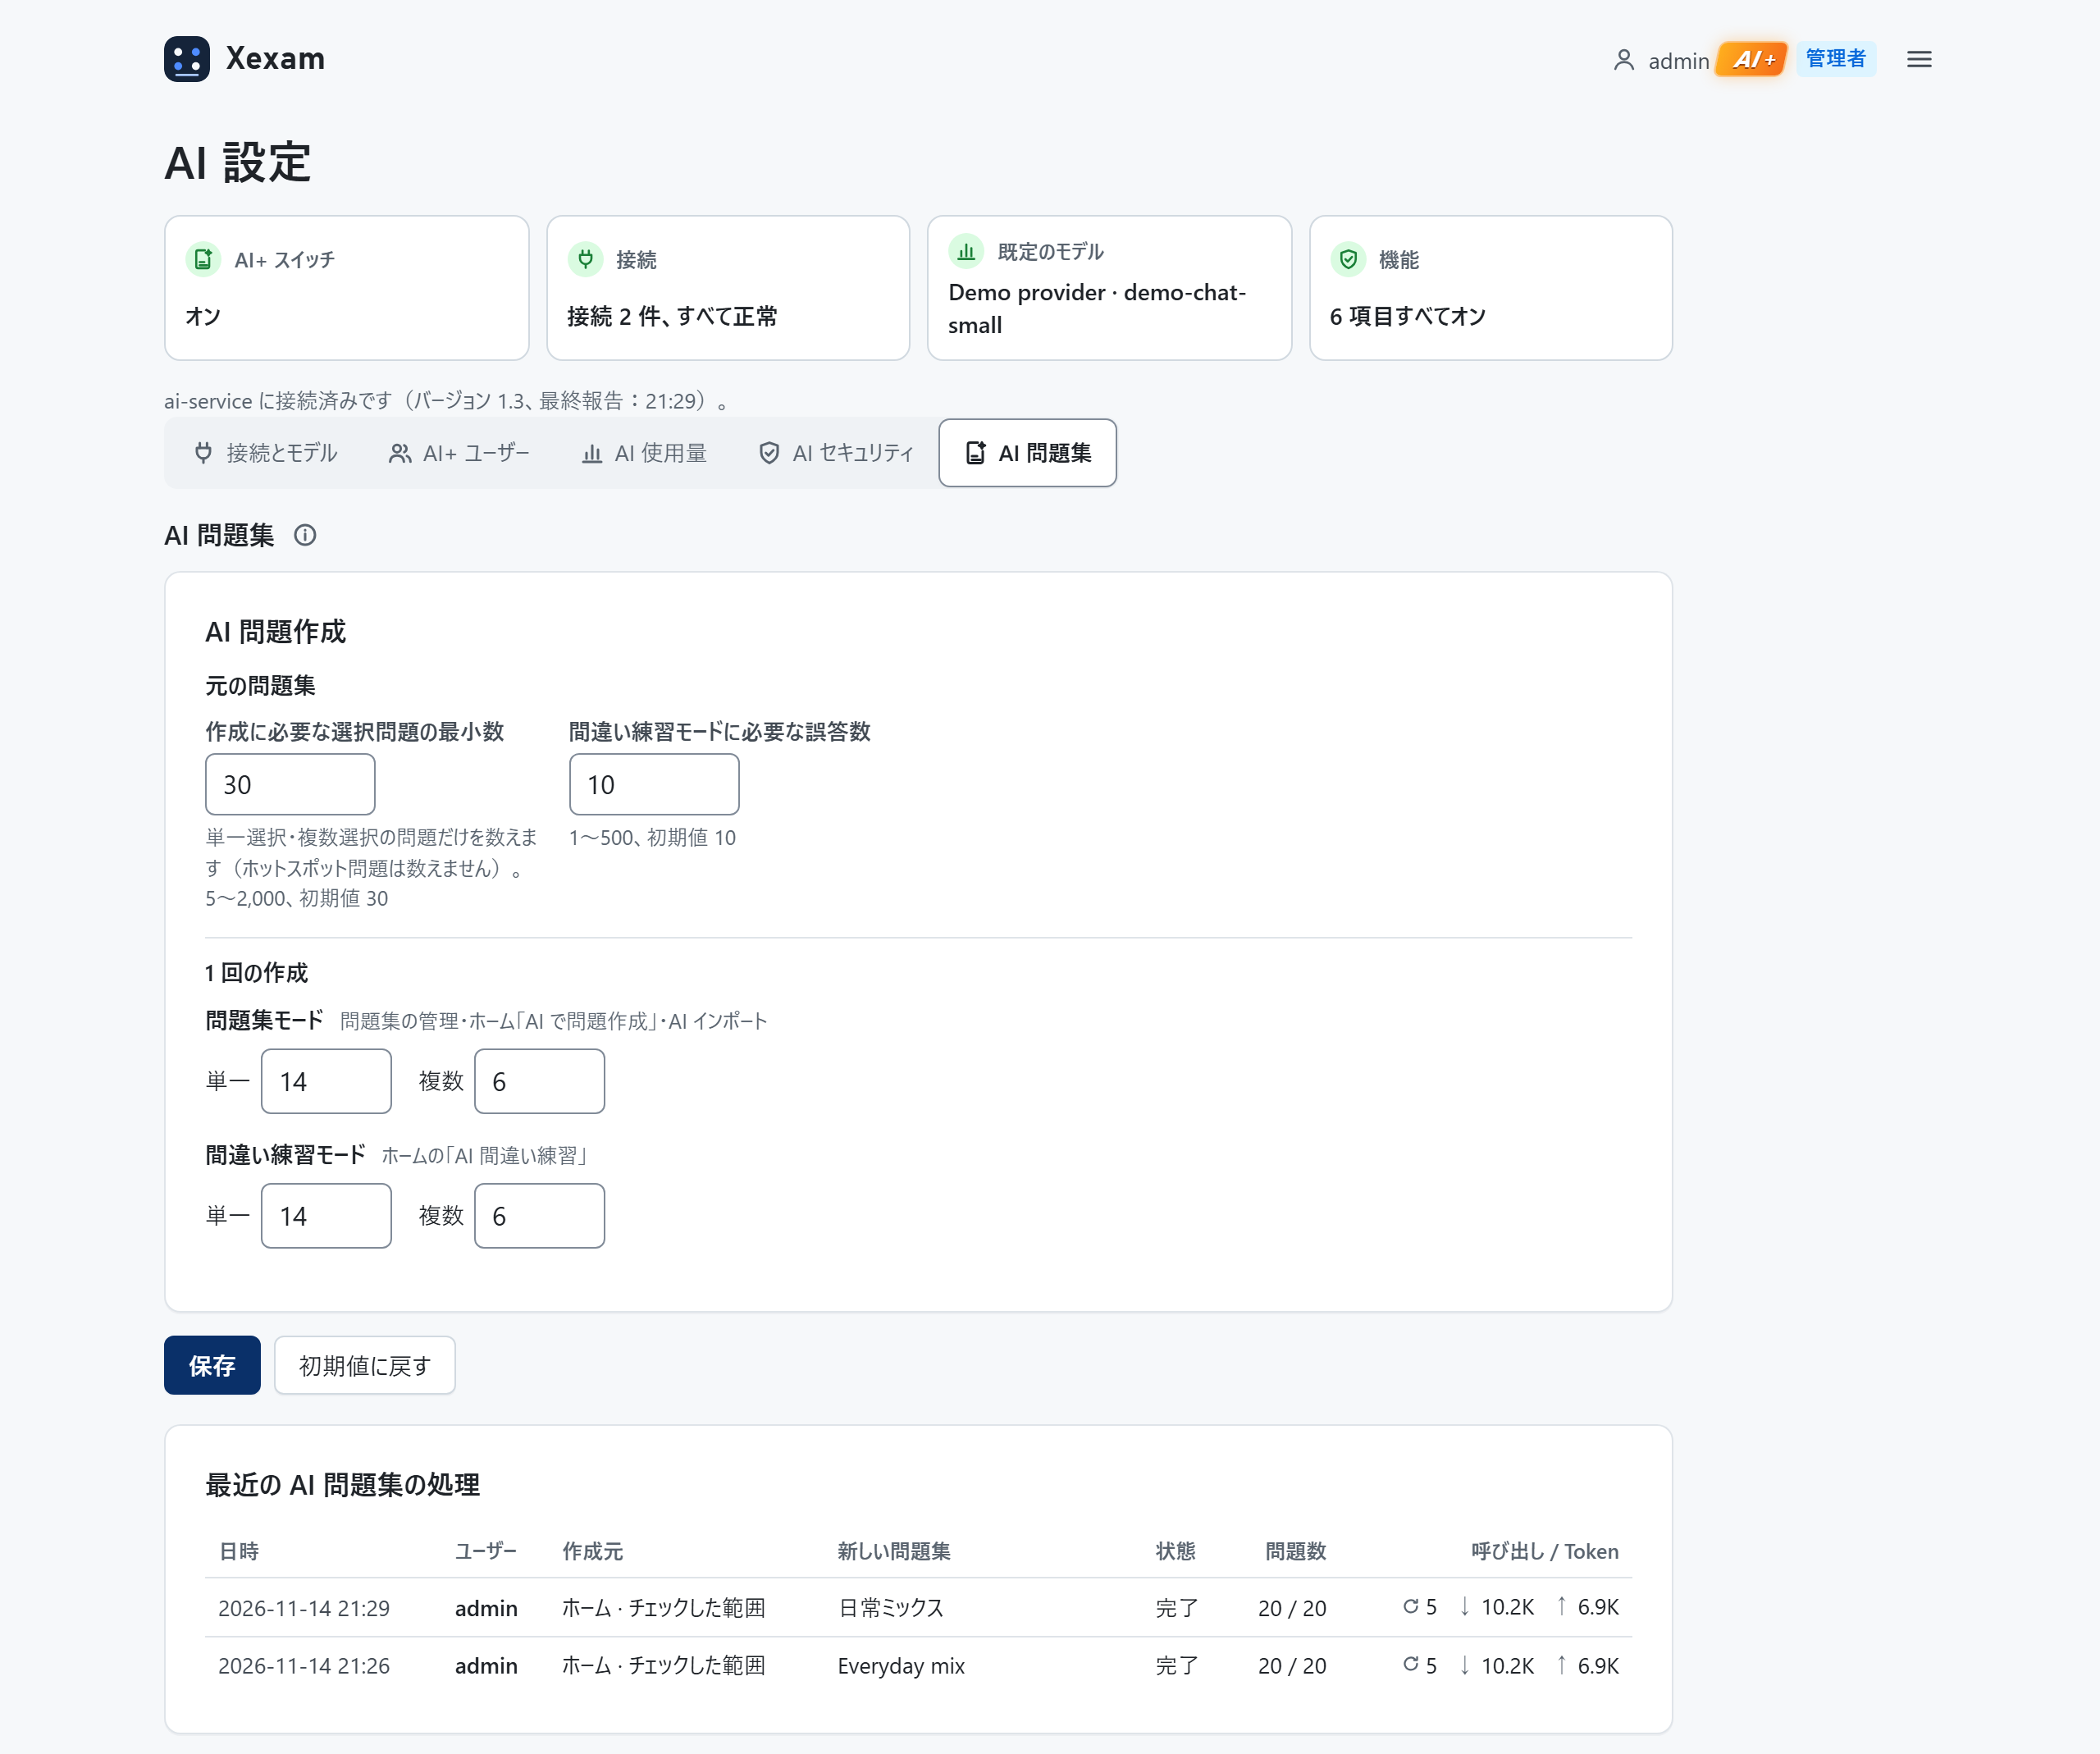 Xexam
admin AI+ 管理者
AI 設定
AI+ スイッチ
オン
接続
接続 2 件、すべて正常
既定のモデル
Demo provider · demo-chat-
small
機能
6 項目すべてオン
ai-service に接続済みです（バージョン 1.3、最終報告：21:29）。
接続とモデル AI+ ユーザー AI 使用量 AI セキュリティ AI 問題集
AI 問題集
AI 問題作成
元の問題集
作成に必要な選択問題の最小数
30
単一選択・複数選択の問題だけを数えま
す（ホットスポット問題は数えません）。
5～2,000、初期値 30
間違い練習モードに必要な誤答数
10
1～500、初期値 10
1 回の作成
問題集モード 問題集の管理・ホーム「AI で問題作成」・AI インポート
単一 14 複数 6
間違い練習モード ホームの「AI 間違い練習」
単一 14 複数 6
保存 初期値に戻す
最近の AI 問題集の処理
日時 ユーザー 作成元 新しい問題集 状態 問題数 呼び出し / Token
2026-11-14 21:29 admin ホーム · チェックした範囲 日常ミックス 完了 20 / 20 5 ↓ 10.2K ↑ 6.9K
2026-11-14 21:26 admin ホーム · チェックした範囲 Everyday mix 完了 20 / 20 5 ↓ 10.2K ↑ 6.9K